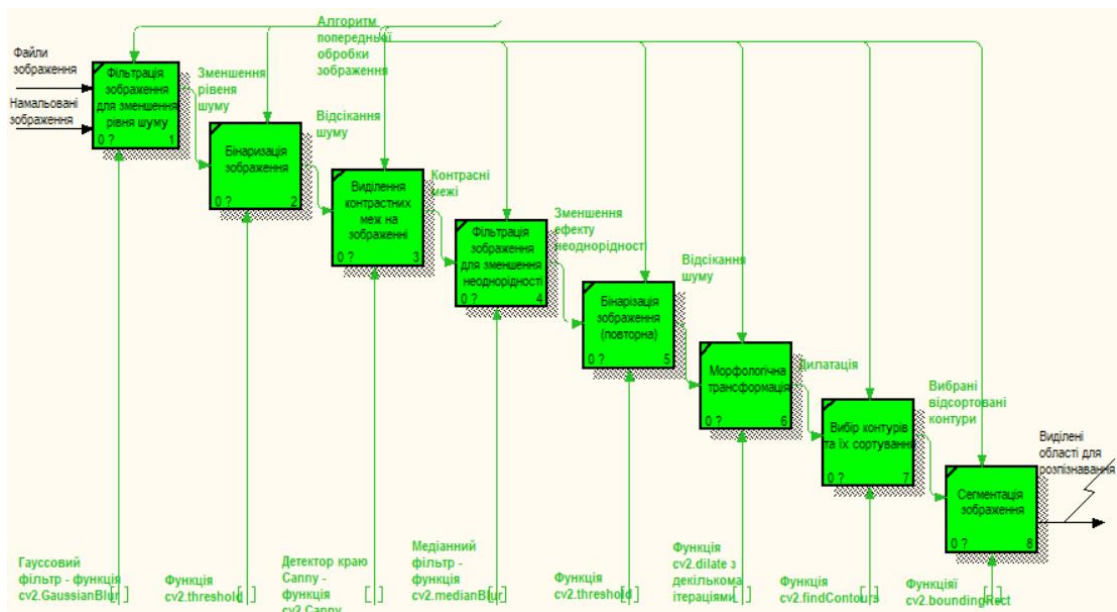 Алгоритм
попередньої
обробки
зображення
Файли
зображення
Намальовані
зображення
Фільтрація
зображення
для зменшення
рівня шуму
0 ?
1
Зменшення
рівеня
шуму
Бінаризація
зображення
0 ?
2
Відсікання
шуму
Виділення
контрастних
меж на
зображенні
0 ?
3
Контрасні
межі
Фільтрація
зображення
для зменшення
неоднорідності
0 ?
4
Зменшення
ефекту
неоднорідності
Бінарізація
зображення
(повторна)
0 ?
5
Відсікання
шуму
Морфологічна
трансформація
0 ?
6
Дилатація
Вибір контурів
та їх сортування
0 ?
7
Вибрані
відсортовані
контури
Сегментація
зображення
0 ?
8
Виділені
області для
розпізнавання
Гауссовий
фільтр - функція
cv2.GaussianBlur
Функція
cv2.threshold
Детектор краю
Canny -
функція
cv2.Canny
Медіанний
фільтр -
функція
cv2.medianBlur
Функція
cv2.threshold
Функція
cv2.dilate з
декількома
ітераціями
Функція
cv2.findContours
Функціїї
cv2.boundingRect